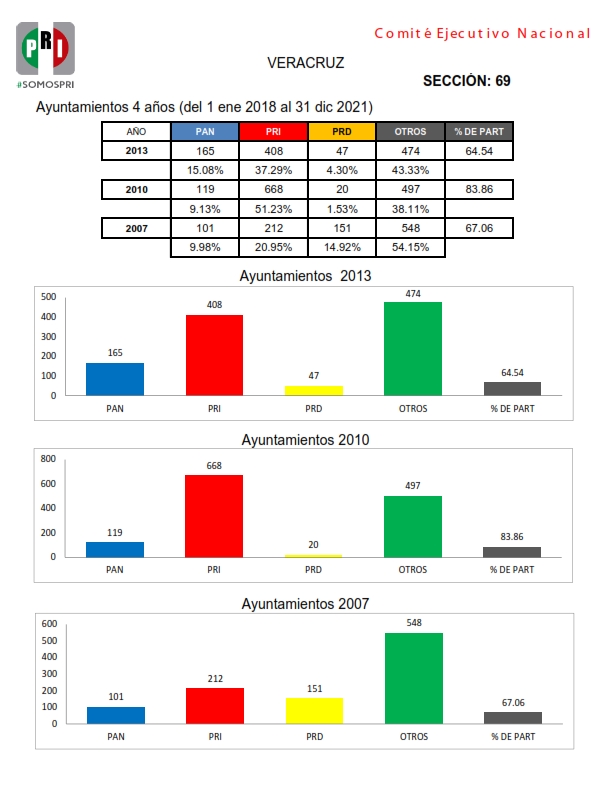 Comité Ejecutivo Nacional
PRI
#SOMOSPRI
VERACRUZ
SECCIÓN: 69
Ayuntamientos 4 años (del 1 ene 2018 al 31 dic 2021)
AÑO PAN PRI PRD OTROS % DE PART
2013 165 408 47 474 64.54
15.08% 37.29% 4.30% 43.33%
2010 119 668 20 497 83.86
9.13% 51.23% 1.53% 38.11%
2007 101 212 151 548 67.06
9.98% 20.95% 14.92% 54.15%
Ayuntamientos 2013
500
400
300
200
100
0
165 408 47 474 64.54
PAN PRI PRD OTROS % DE PART
Ayuntamientos 2010
800
600
400
200
0
119 668 20 497 83.86
PAN PRI PRD OTROS % DE PART
Ayuntamientos 2007
600
500
400
300
200
100
0
101 212 151 548 67.06
PAN PRI PRD OTROS % DE PART